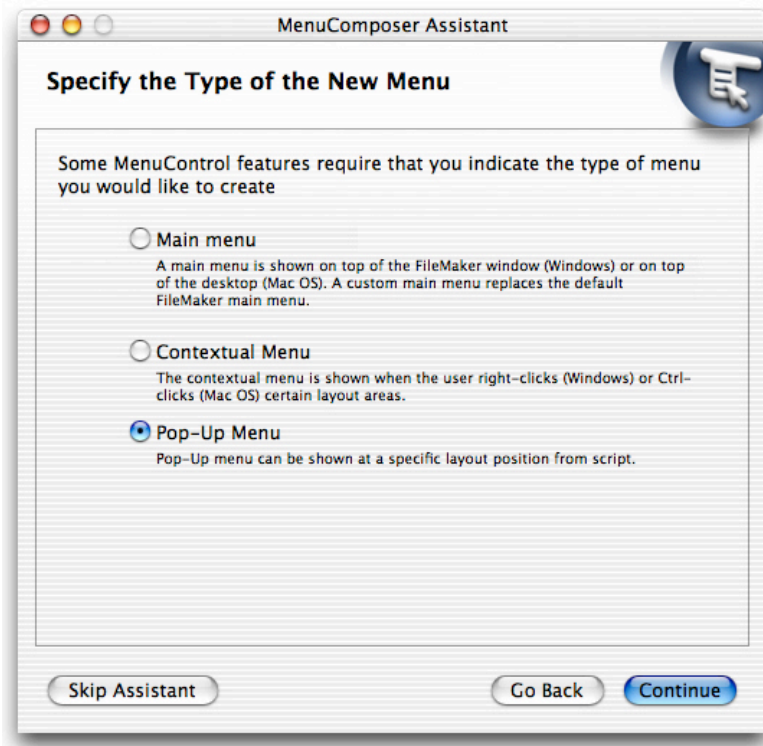 MenuComposer Assistant
Specify the Type of the New Menu
Some MenuControl features require that you indicate the type of menu
you would like to create
Main menu
A main menu is shown on top of the FileMaker window (Windows) or on top
of the desktop (Mac OS). A custom main menu replaces the default
FileMaker main menu.
Contextual Menu
The contextual menu is shown when the user right-clicks (Windows) or Ctrl-
clicks (Mac OS) certain layout areas.
Pop-Up Menu
Pop-Up menu can be shown at a specific layout position from script.
Skip Assistant
Go Back
Continue